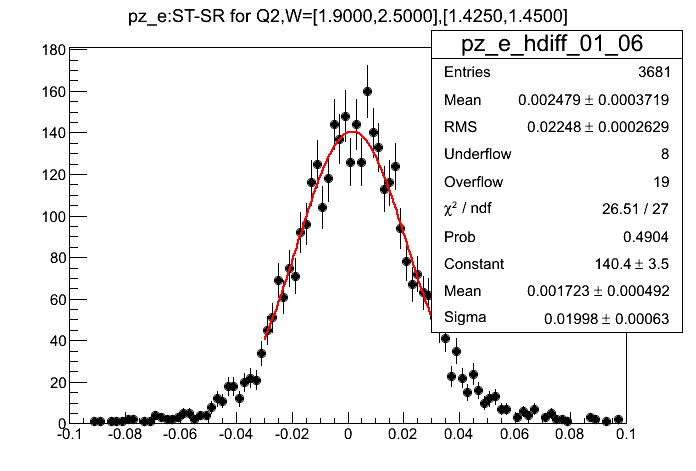 pz_e:ST-SR for Q2,W=[1.9000,2.5000],[1.4250,1.4500]
pz_e_hdiff_01_06
Entries 3681
Mean 0.002479 ± 0.0003719
RMS 0.02248 ± 0.0002629
Underflow 8
Overflow 19
χ² / ndf 26.51 / 27
Prob 0.4904
Constant 140.4 ± 3.5
Mean 0.001723 ± 0.000492
Sigma 0.01998 ± 0.00063
180
160
140
120
100
80
60
40
20
0
-0.1 -0.08 -0.06 -0.04 -0.02 0 0.02 0.04 0.06 0.08 0.1